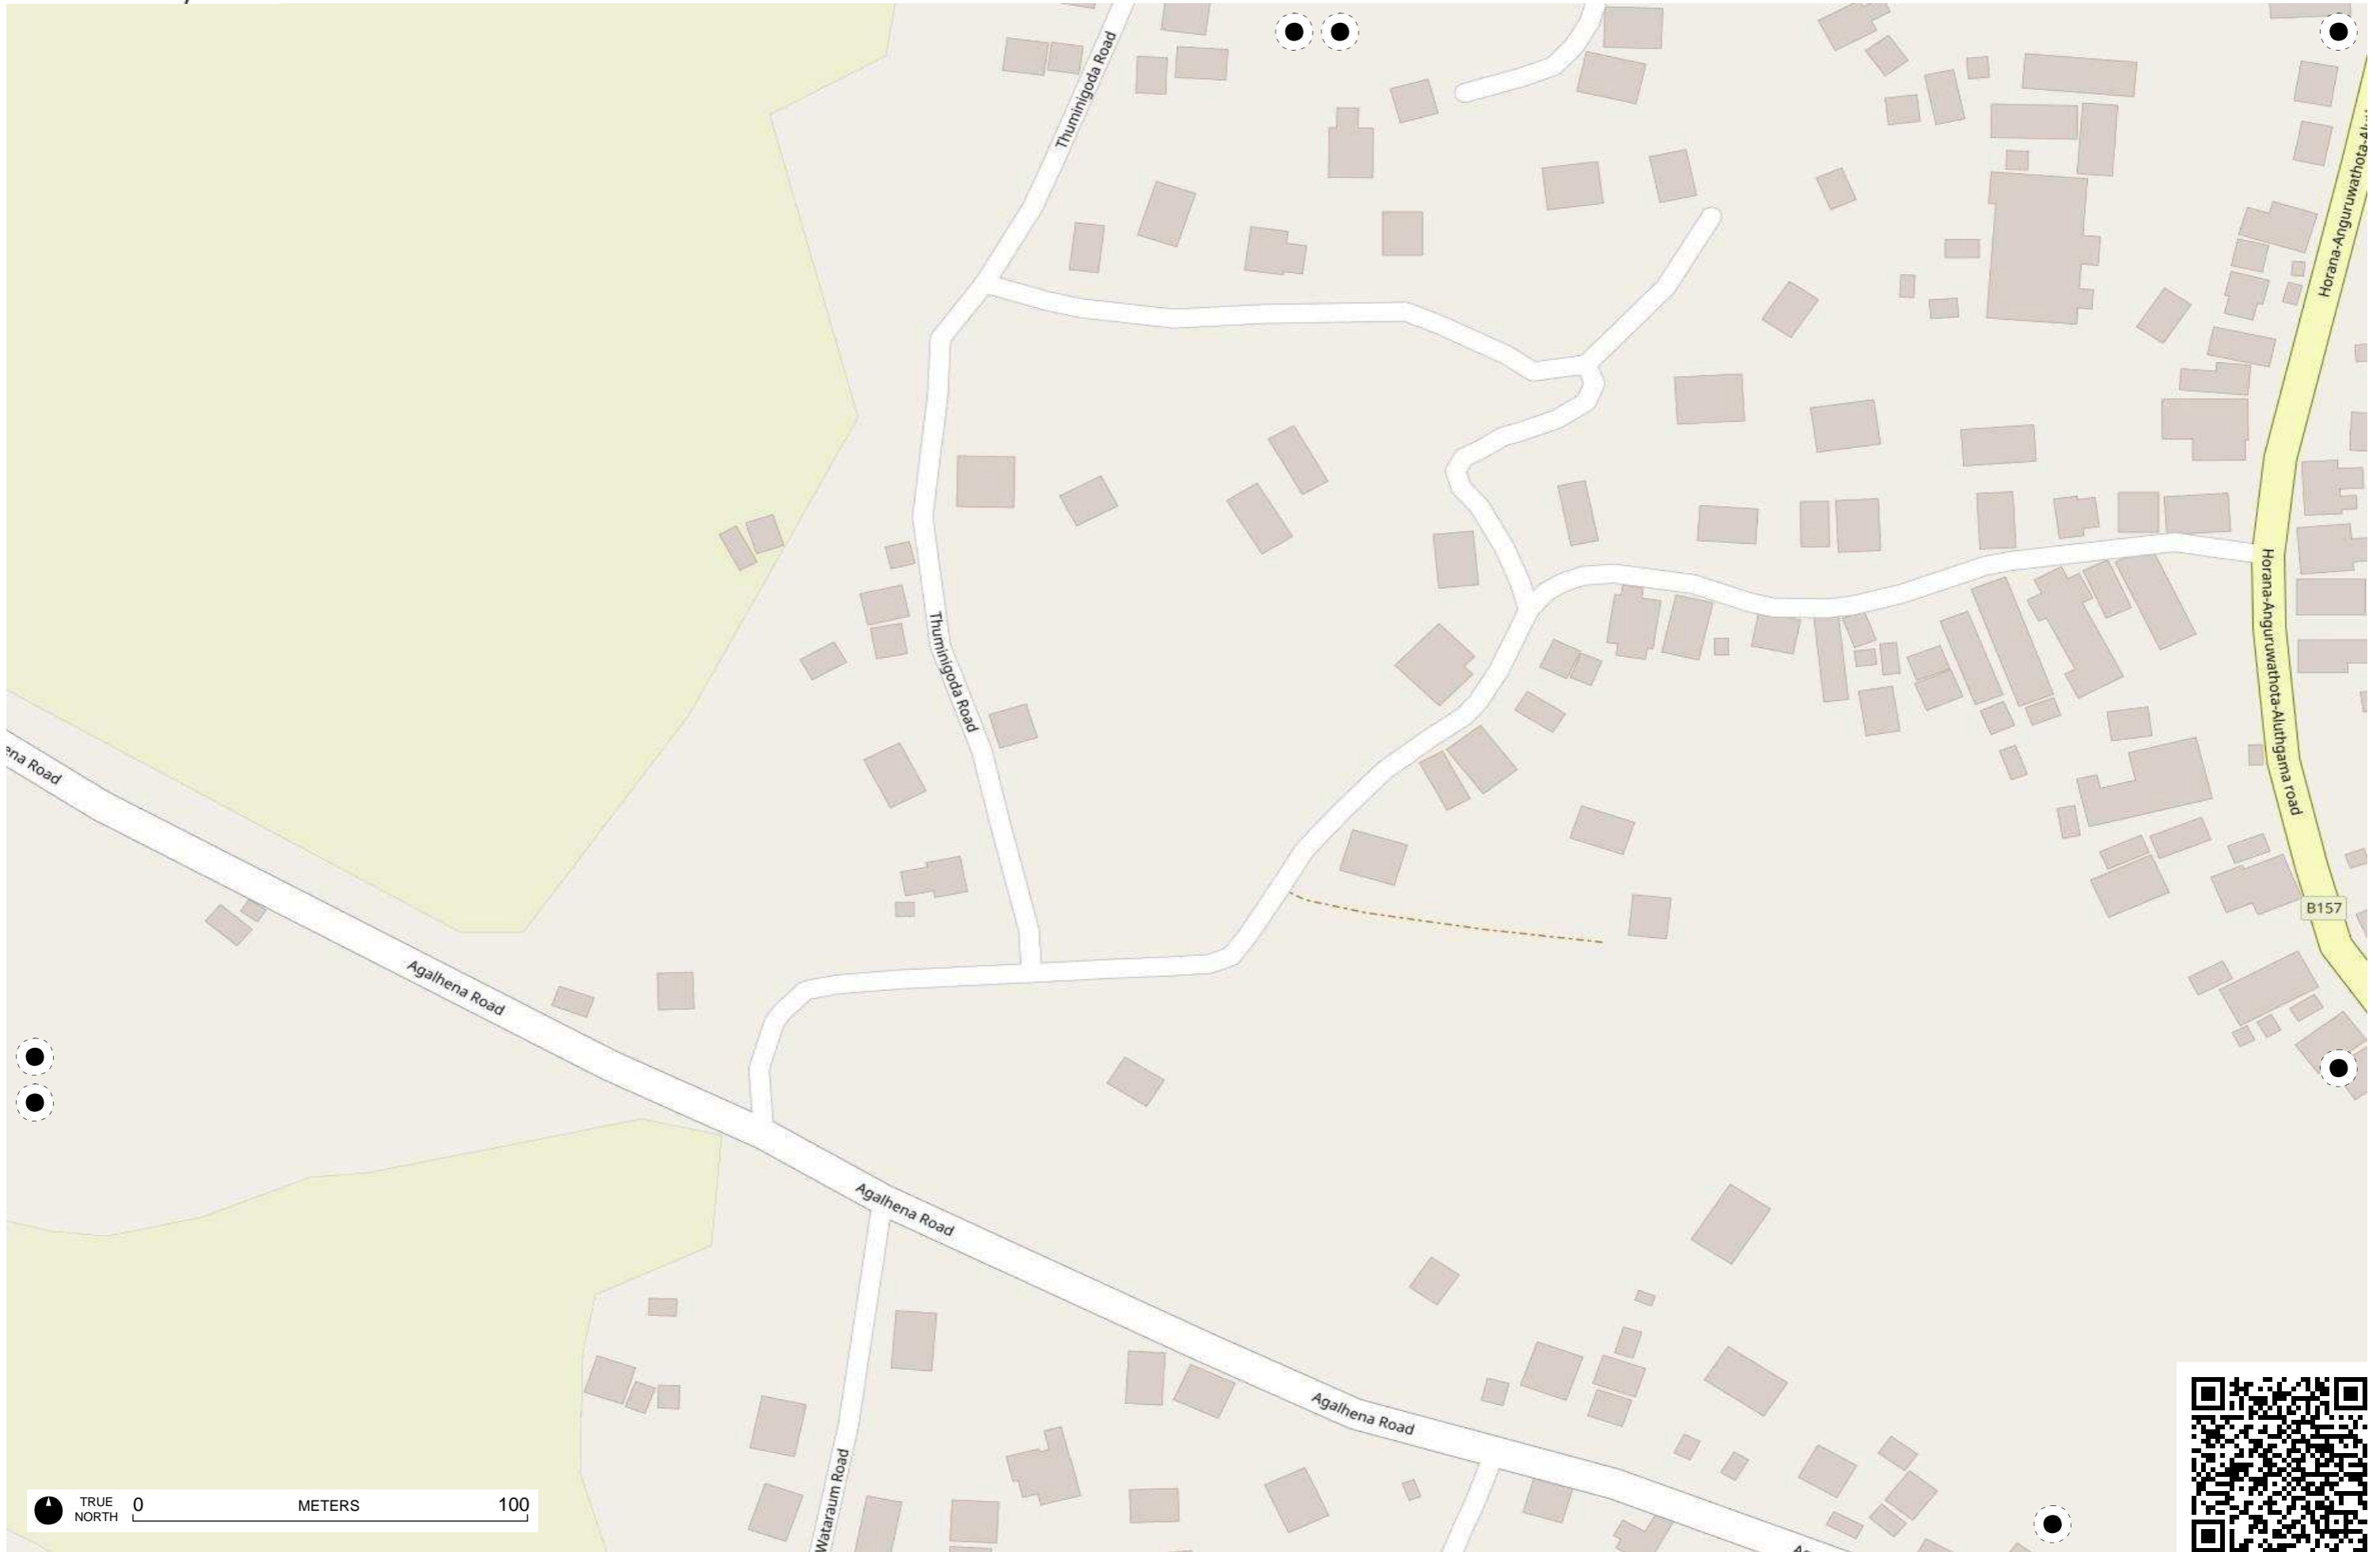 Thuminigoda Road
Horana-Anguruwathota-Alu
Thuminigoda Road
Horana-Anguruwathota-Aluthgama road
ena Road
B157
Agalhena Road
Agalhena Road
Agalhena Road
Wataraum Road
TRUE NORTH
0 METERS 100